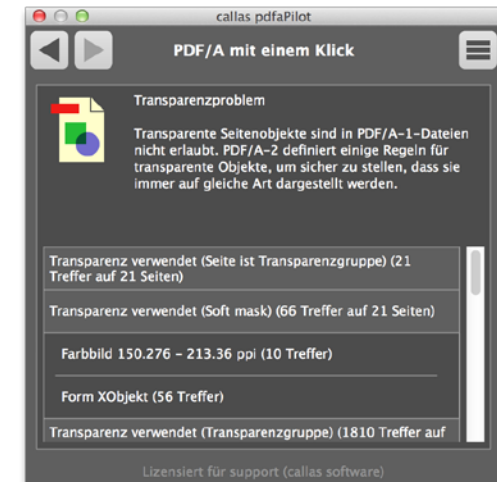 callas pdfaPilot
PDF/A mit einem Klick
Transparenzproblem
Transparente Seitenobjekte sind in PDF/A-1-Dateien
nicht erlaubt. PDF/A-2 definiert einige Regeln für
transparente Objekte, um sicher zu stellen, dass sie
immer auf gleiche Art dargestellt werden.
Transparenz verwendet (Seite ist Transparenzgruppe) (21
Treffer auf 21 Seiten)
Transparenz verwendet (Soft mask) (66 Treffer auf 21 Seiten)
Farbbild 150.276 - 213.36 ppi (10 Treffer)
Form XObjekt (56 Treffer)
Transparenz verwendet (Transparenzgruppe) (1810 Treffer auf
Lizensiert für support (callas software)